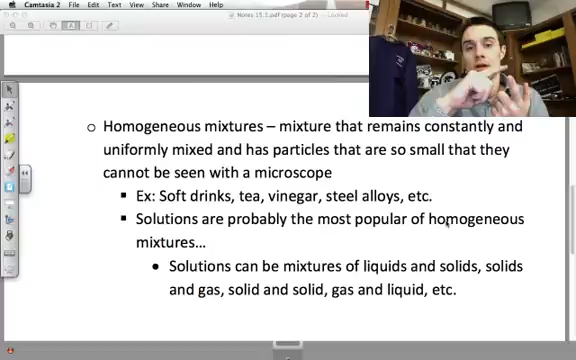 Camtasia 2 File Edit Text View Share Window Help
Notes 15.1.pdf (page 2 of 2)
o Homogeneous mixtures – mixture that remains constantly and
uniformly mixed and has particles that are so small that they
cannot be seen with a microscope
▪ Ex: Soft drinks, tea, vinegar, steel alloys, etc.
▪ Solutions are probably the most popular of homogeneous
mixtures…
• Solutions can be mixtures of liquids and solids, solids
and gas, solid and solid, gas and liquid, etc.